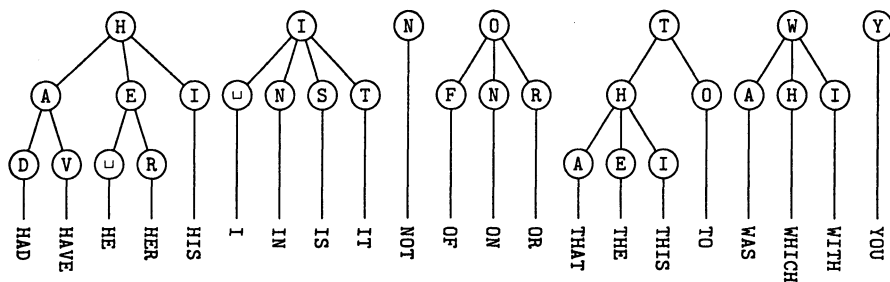 H I N O T W Y
A E I ␣ N S T F N R H O A H I
D V ␣ R A E I
HAD HAVE HE HER HIS I IN IS IT NOT OF ON OR THAT THE THIS TO WAS WHICH WITH YOU